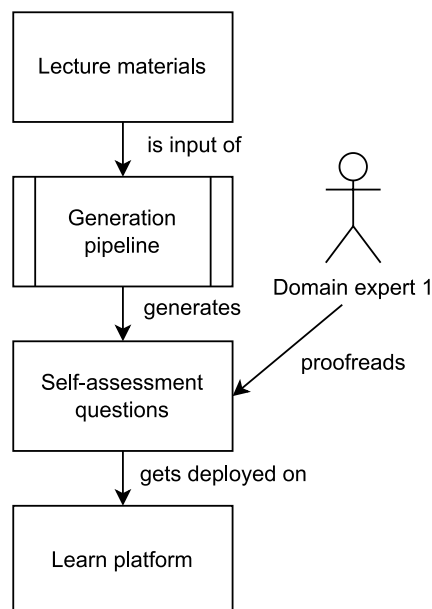 Lecture materials
is input of
Generation
pipeline
generates
Domain expert 1
proofreads
Self-assessment
questions
gets deployed on
Learn platform